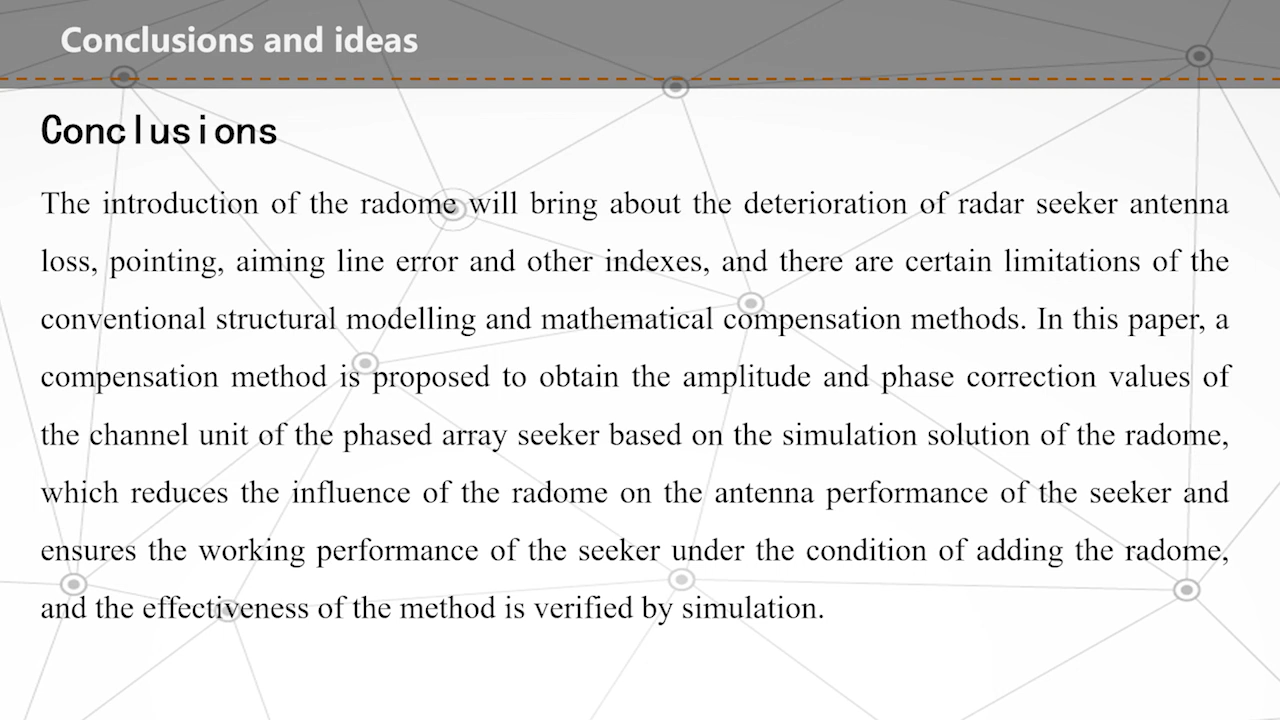 Conclusions and ideas
Conclusions
The introduction of the radome will bring about the deterioration of radar seeker antenna
loss, pointing, aiming line error and other indexes, and there are certain limitations of the
conventional structural modelling and mathematical compensation methods. In this paper, a
compensation method is proposed to obtain the amplitude and phase correction values of
the channel unit of the phased array seeker based on the simulation solution of the radome,
which reduces the influence of the radome on the antenna performance of the seeker and
ensures the working performance of the seeker under the condition of adding the radome,
and the effectiveness of the method is verified by simulation.